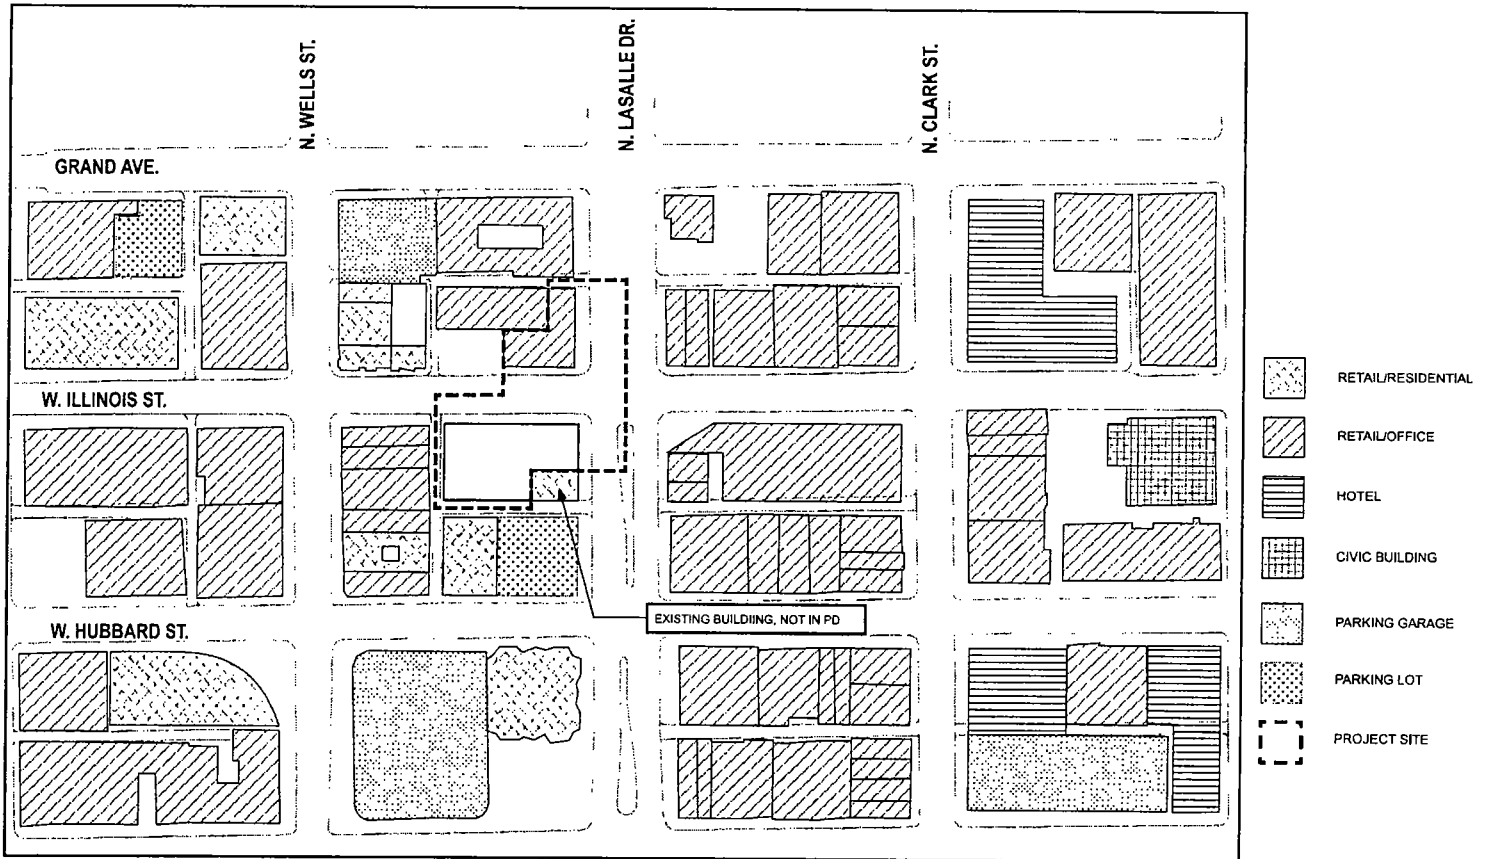 N. WELLS ST.
N. LASALLE DR.
N. CLARK ST.
GRAND AVE.
W. ILLINOIS ST.
W. HUBBARD ST.
EXISTING BUILDIING, NOT IN PD
RETAIL/RESIDENTIAL
RETAIL/OFFICE
HOTEL
CIVIC BUILDING
PARKING GARAGE
PARKING LOT
PROJECT SITE